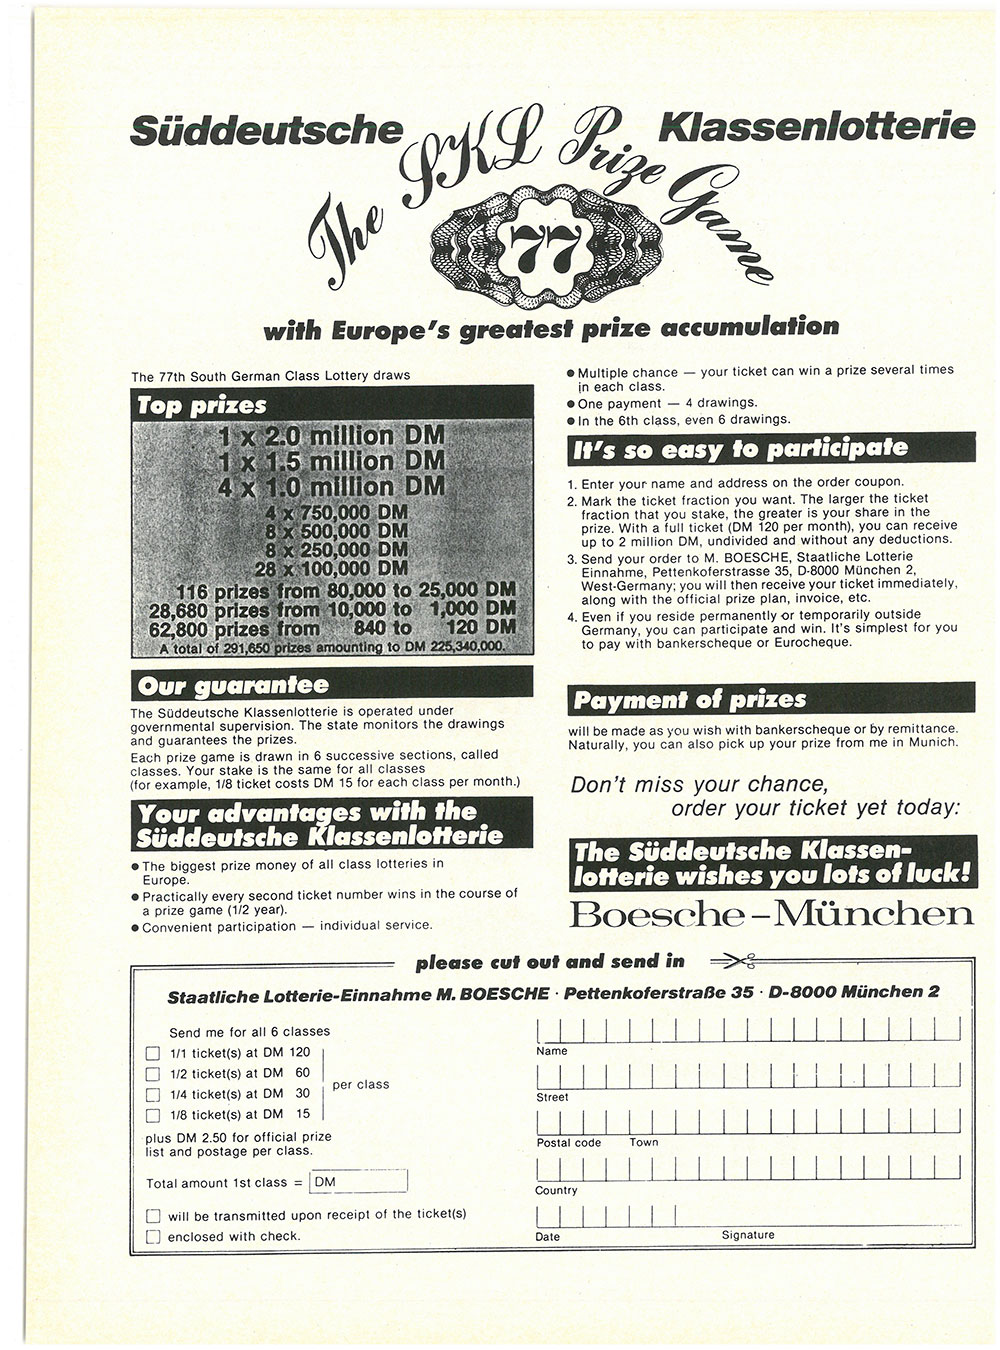 Süddeutsche Klassenlotterie
The SKL Prize Game
77
with Europe's greatest prize accumulation
The 77th South German Class Lottery draws
Top prizes
1 x 2.0 million DM
1 x 1.5 million DM
4 x 1.0 million DM
4 x 750,000 DM
8 x 500,000 DM
8 x 250,000 DM
28 x 100,000 DM
116 prizes from 80,000 to 25,000 DM
28,680 prizes from 10,000 to 1,000 DM
62,800 prizes from 840 to 120 DM
A total of 291,650 prizes amounting to DM 225,340,000.
Our guarantee
The Süddeutsche Klassenlotterie is operated under
governmental supervision. The state monitors the drawings
and guarantees the prizes.
Each prize game is drawn in 6 successive sections, called
classes. Your stake is the same for all classes
(for example, 1/8 ticket costs DM 15 for each class per month.)
Your advantages with the
Süddeutsche Klassenlotterie
● The biggest prize money of all class lotteries in
Europe.
● Practically every second ticket number wins in the course of
a prize game (1/2 year).
● Convenient participation — individual service.
● Multiple chance — your ticket can win a prize several times
in each class.
● One payment — 4 drawings.
● In the 6th class, even 6 drawings.
It's so easy to participate
1. Enter your name and address on the order coupon.
2. Mark the ticket fraction you want. The larger the ticket
fraction that you stake, the greater is your share in the
prize. With a full ticket (DM 120 per month), you can receive
up to 2 million DM, undivided and without any deductions.
3. Send your order to M. BOESCHE, Staatliche Lotterie
Einnahme, Pettenkoferstrasse 35, D-8000 München 2,
West-Germany; you will then receive your ticket immediately,
along with the official prize plan, invoice, etc.
4. Even if you reside permanently or temporarily outside
Germany, you can participate and win. It's simplest for you
to pay with bankerscheque or Eurocheque.
Payment of prizes
will be made as you wish with bankerscheque or by remittance.
Naturally, you can also pick up your prize from me in Munich.
Don't miss your chance,
order your ticket yet today:
The Süddeutsche Klassen-
lotterie wishes you lots of luck!
Boesche–München
please cut out and send in
Staatliche Lotterie-Einnahme M. BOESCHE · Pettenkoferstraße 35 · D-8000 München 2
Send me for all 6 classes
1/1 ticket(s) at DM 120
1/2 ticket(s) at DM 60
1/4 ticket(s) at DM 30
1/8 ticket(s) at DM 15
per class
plus DM 2.50 for official prize
list and postage per class.
Total amount 1st class = DM
will be transmitted upon receipt of the ticket(s)
enclosed with check.
Name
Street
Postal code Town
Country
Date Signature